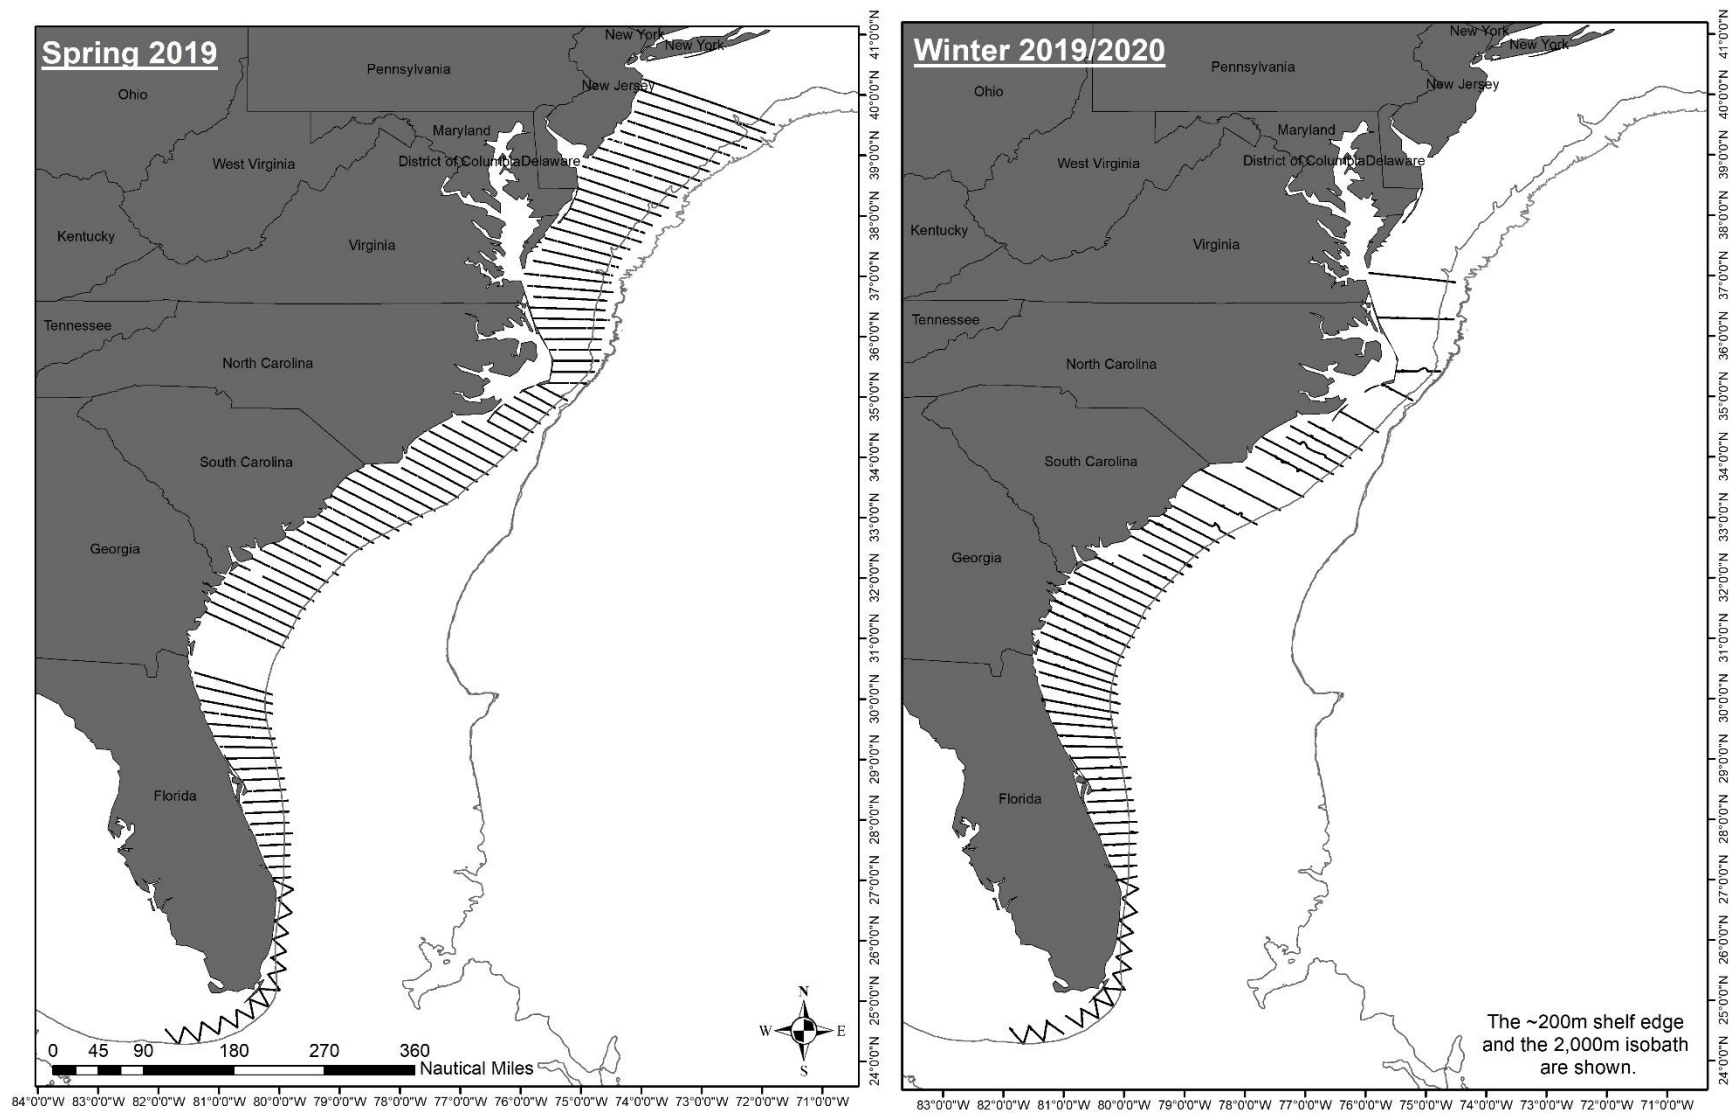 Spring 2019
New York
New York
Pennsylvania
New Jersey
Ohio
Maryland
West Virginia
District of Columbia
Delaware
Kentucky
Virginia
Tennessee
North Carolina
South Carolina
Georgia
Florida
N
W
E
S
0 45 90 180 270 360
Nautical Miles
41°0'0"N
40°0'0"N
39°0'0"N
38°0'0"N
37°0'0"N
36°0'0"N
35°0'0"N
34°0'0"N
33°0'0"N
32°0'0"N
31°0'0"N
30°0'0"N
29°0'0"N
28°0'0"N
27°0'0"N
26°0'0"N
25°0'0"N
24°0'0"N
84°0'0"W 83°0'0"W 82°0'0"W 81°0'0"W 80°0'0"W 79°0'0"W 78°0'0"W 77°0'0"W 76°0'0"W 75°0'0"W 74°0'0"W 73°0'0"W 72°0'0"W 71°0'0"W
Winter 2019/2020
New York
New York
Pennsylvania
New Jersey
Ohio
Maryland
West Virginia
District of Columbia
Delaware
Kentucky
Virginia
Tennessee
North Carolina
South Carolina
Georgia
Florida
The ~200m shelf edge
and the 2,000m isobath
are shown.
41°0'0"N
40°0'0"N
39°0'0"N
38°0'0"N
37°0'0"N
36°0'0"N
35°0'0"N
34°0'0"N
33°0'0"N
32°0'0"N
31°0'0"N
30°0'0"N
29°0'0"N
28°0'0"N
27°0'0"N
26°0'0"N
25°0'0"N
24°0'0"N
83°0'0"W 82°0'0"W 81°0'0"W 80°0'0"W 79°0'0"W 78°0'0"W 77°0'0"W 76°0'0"W 75°0'0"W 74°0'0"W 73°0'0"W 72°0'0"W 71°0'0"W